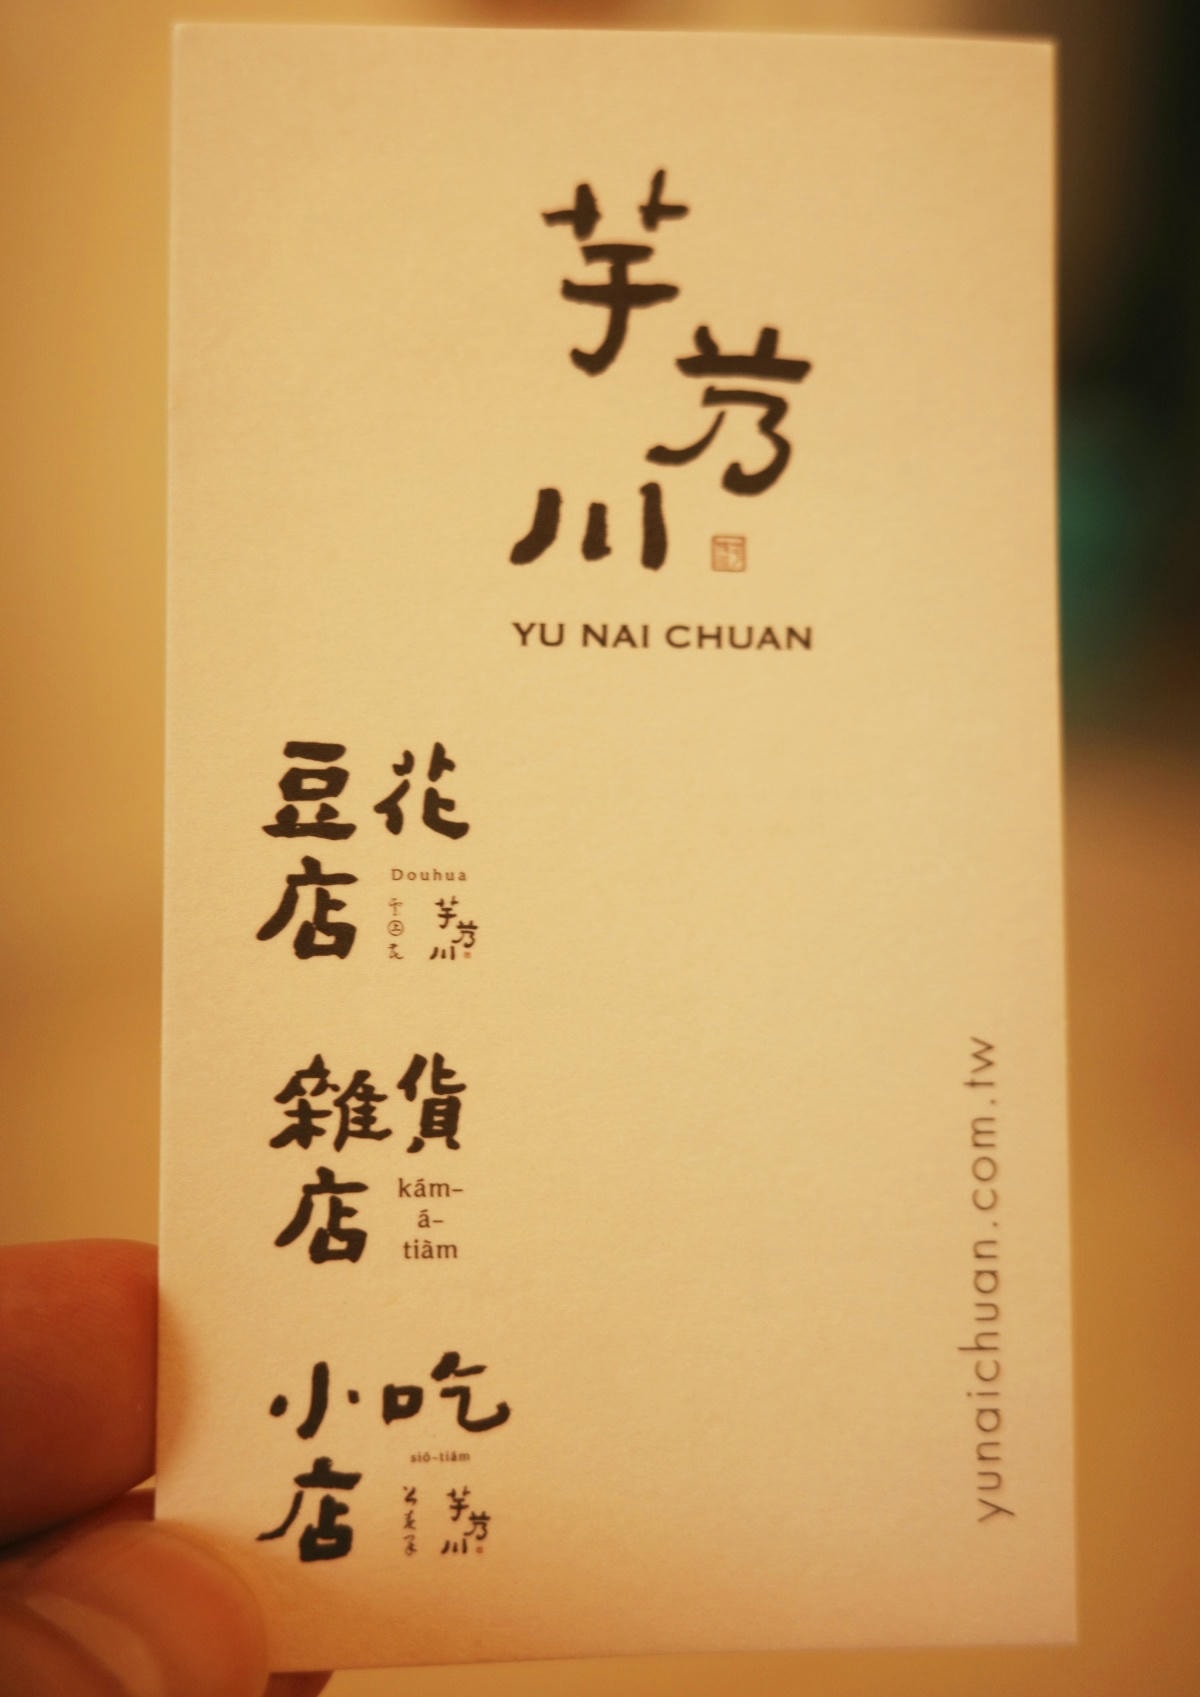 芋艿川
YU NAI CHUAN
豆花店
Douhua
芋艿川
雜貨店
kám-
á-
tiàm
小吃店
sió-tiàm
芋艿川
yunaichuan.com.tw